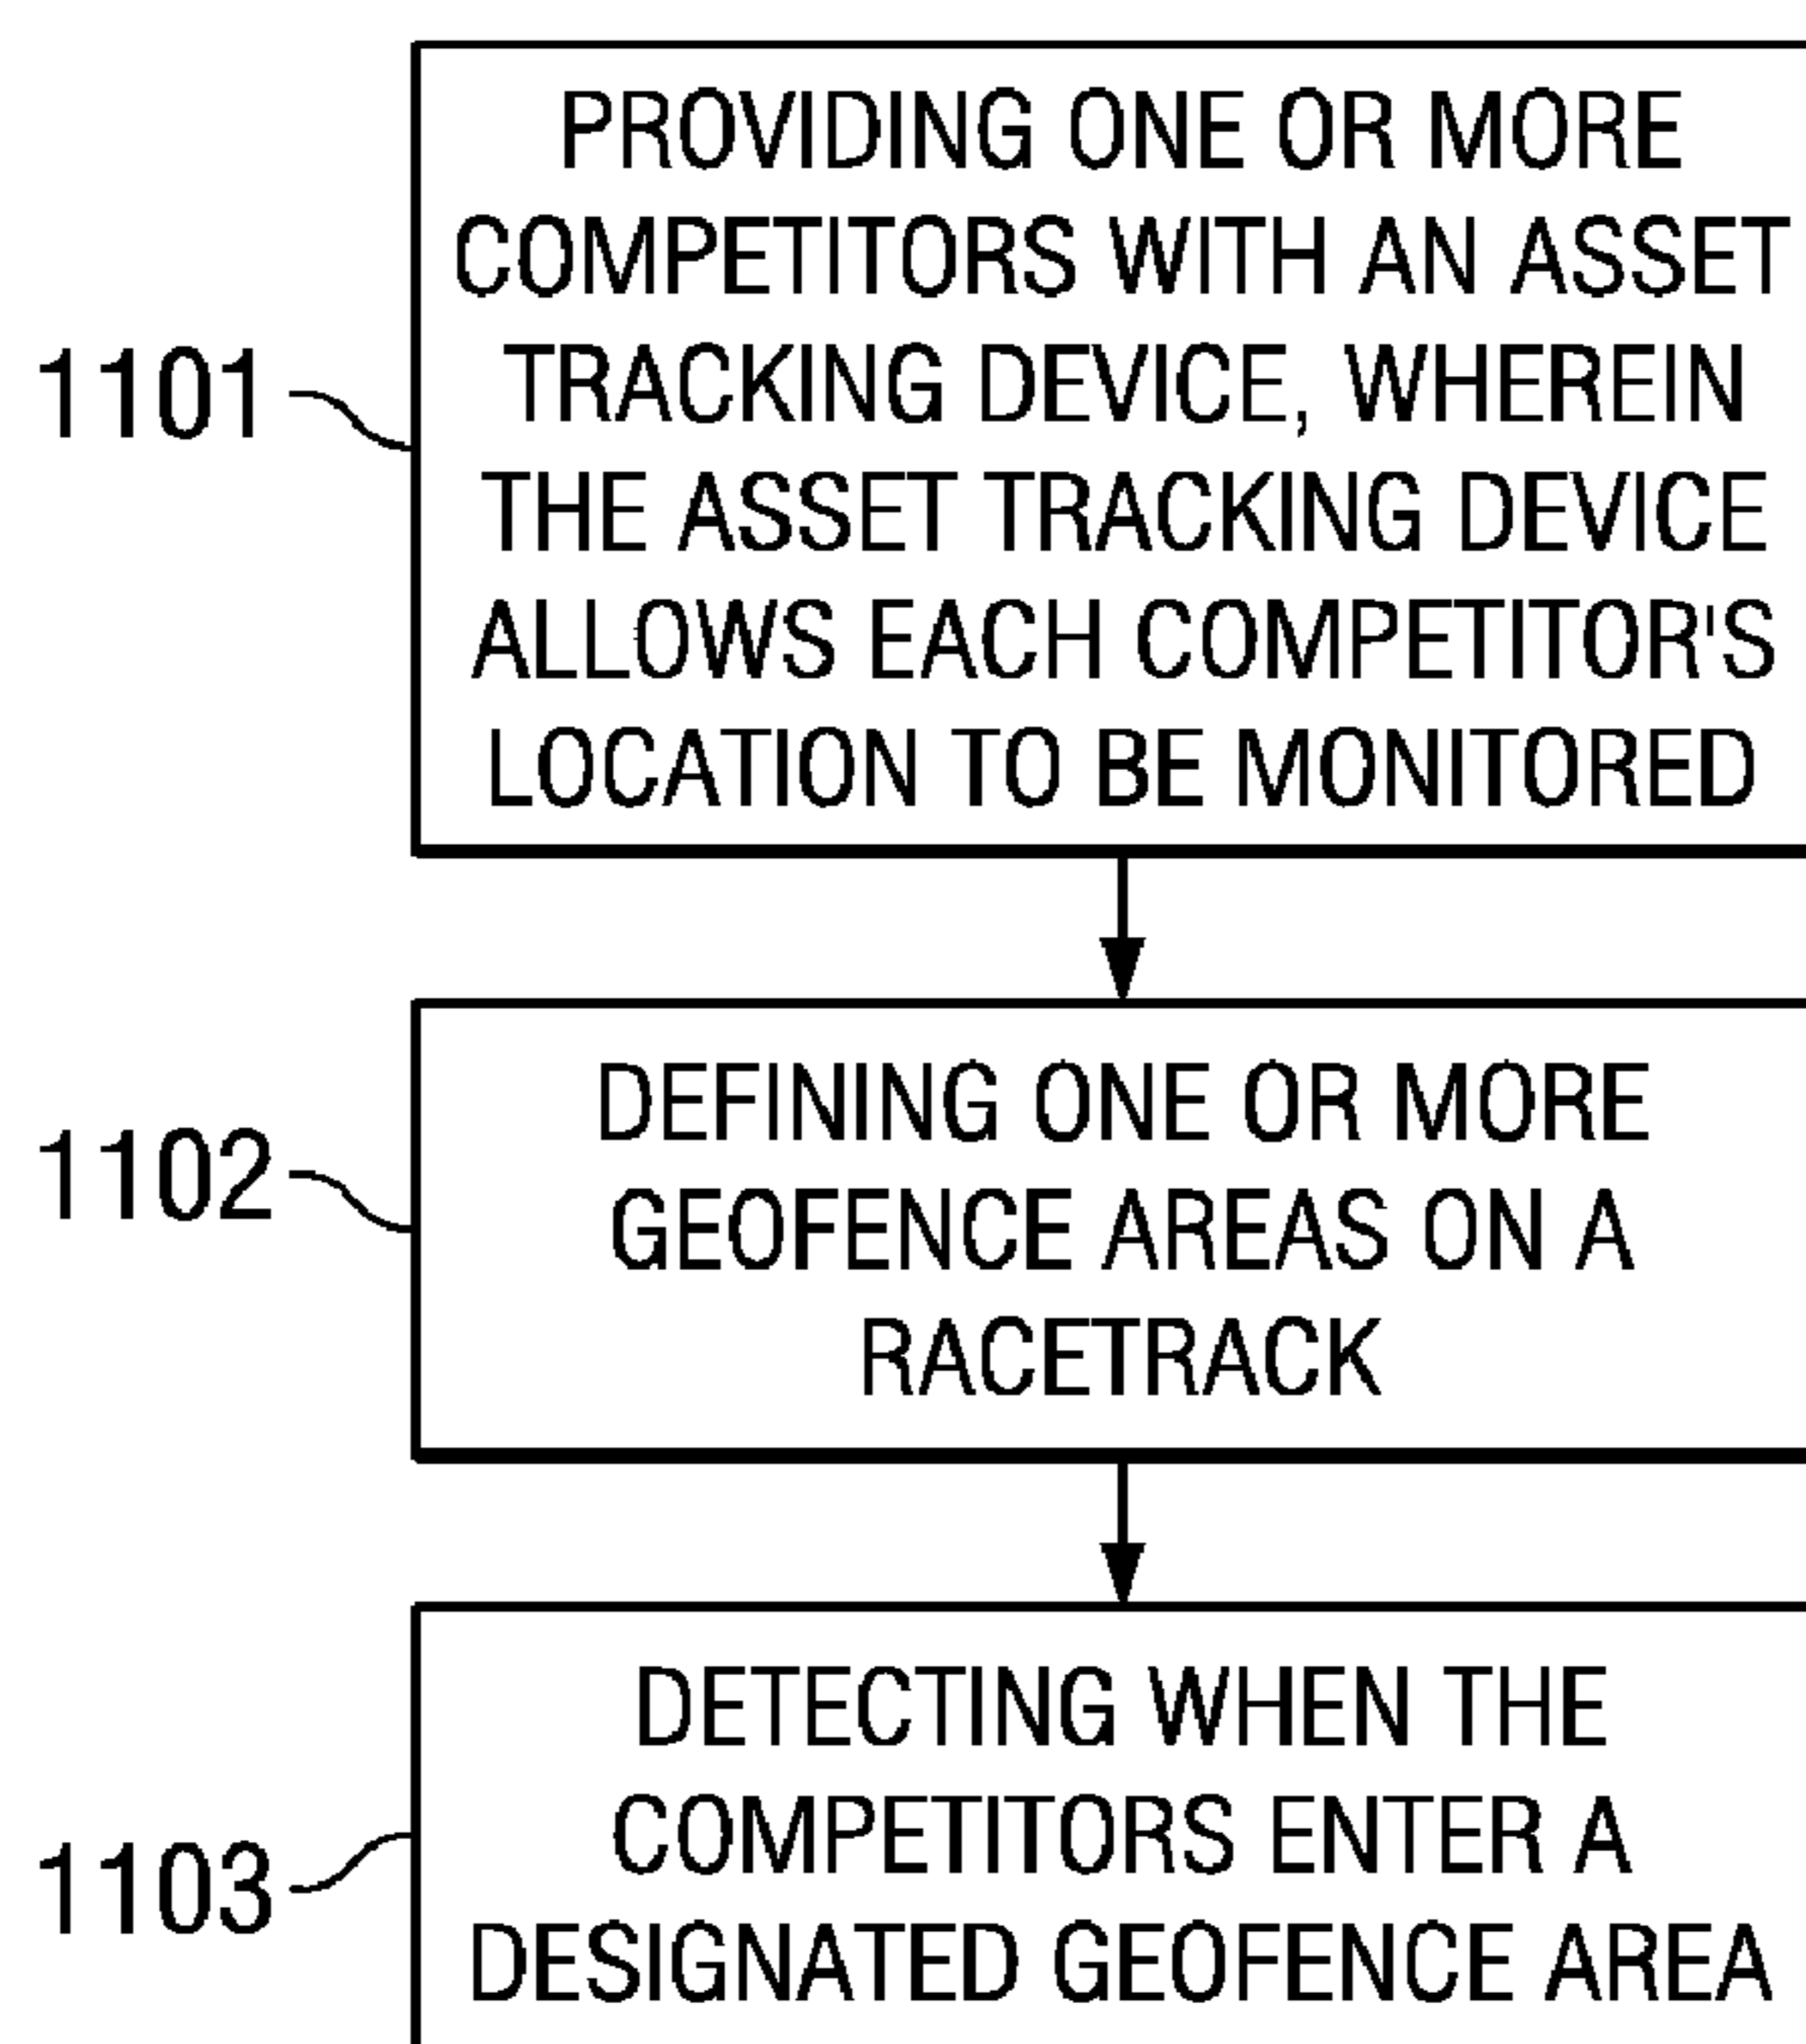 PROVIDING ONE OR MORE
COMPETITORS WITH AN ASSET
TRACKING DEVICE, WHEREIN
THE ASSET TRACKING DEVICE
ALLOWS EACH COMPETITOR'S
LOCATION TO BE MONITORED
1101
DEFINING ONE OR MORE
GEOFENCE AREAS ON A
RACETRACK
1102
DETECTING WHEN THE
COMPETITORS ENTER A
DESIGNATED GEOFENCE AREA
1103